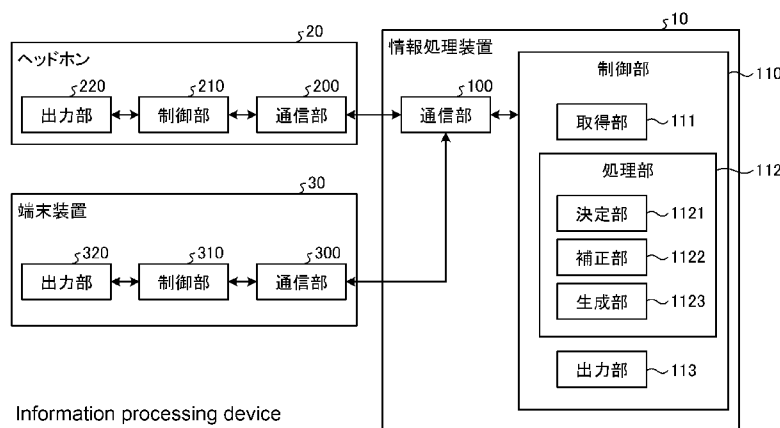 20
ヘッドホン
220
210
200
出力部
制御部
通信部
30
端末装置
320
310
300
出力部
制御部
通信部
10
情報処理装置
100
通信部
110
制御部
取得部
111
112
処理部
決定部
1121
補正部
1122
生成部
1123
出力部
113
Information processing device